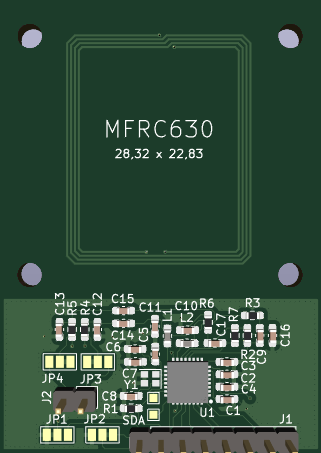 MFRC630
28,32 x 22,83
C13 R5 R4 C12 C15 C14 C11 C10 R6 R3
L1 L2 C17 R7 C16
C6 C5 R2 C9
JP4 JP3 C7 Y1 C3 C2 C4
J2 C8 R1 U1 C1
JP1 JP2 SDA J1